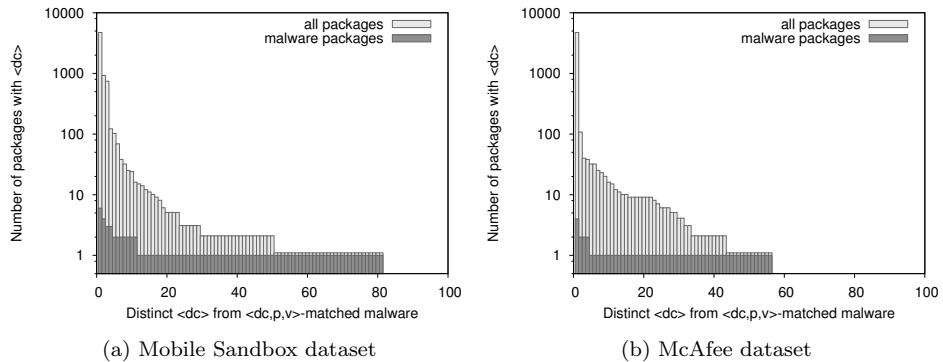 10000
1000
100
10
1
Number of packages with <dc>
all packages
malware packages
0 20 40 60 80 100
Distinct <dc> from <dc,p,v>-matched malware
(a) Mobile Sandbox dataset
10000
1000
100
10
1
Number of packages with <dc>
all packages
malware packages
0 20 40 60 80 100
Distinct <dc> from <dc,p,v>-matched malware
(b) McAfee dataset